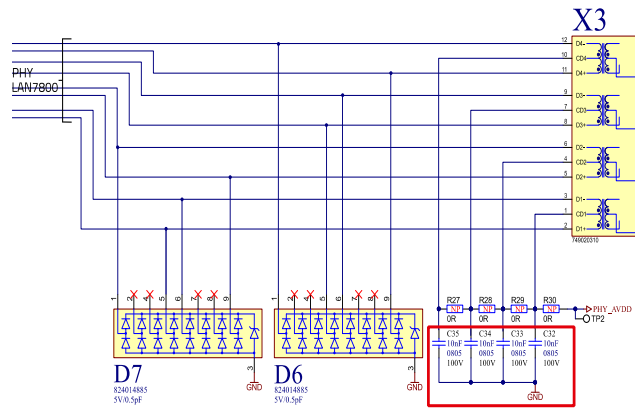 X3
12 D4-
10 CD4
11 D4+
9 D3-
7 CD3
8 D3+
6 D2-
4 CD2
5 D2+
3 D1-
1 CD1
2 D1+
749020310
PHY
LAN7800
1 2 4 5 6 7 8 9
1 2 4 5 6 7 8 9
3
GND
3
GND
D7
824014885
5V/0.5pF
D6
824014885
5V/0.5pF
R27 R28 R29 R30
NP NP NP NP
0R 0R 0R 0R
PHY_AVDD
TP2
C35 C34 C33 C32
10nF 10nF 10nF 10nF
0805 0805 0805 0805
100V 100V 100V 100V
GND